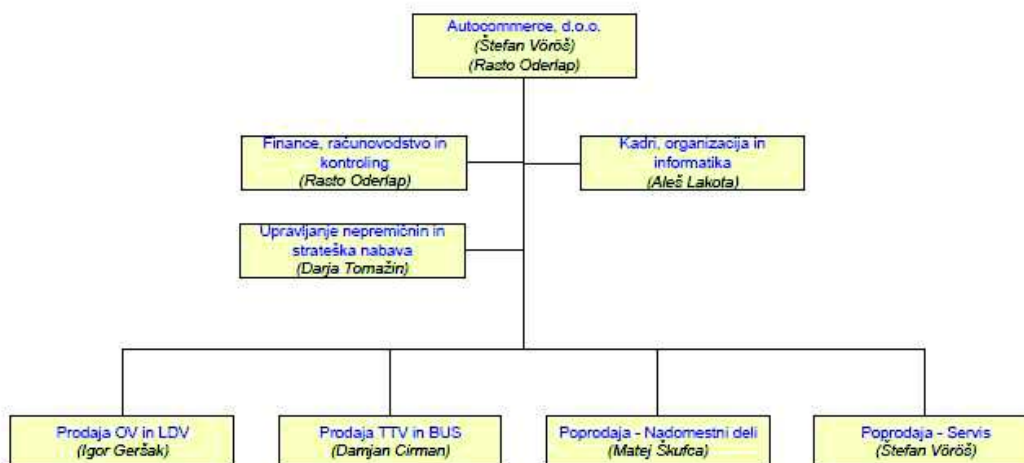 Autocommerce, d.o.o.
(Štefan Vöröš)
(Rasto Oderlap)
Finance, računovodstvo in
kontroling
(Rasto Oderlap)
Kadri, organizacija in
informatika
(Aleš Lakota)
Upravljanje nepremičnin in
strateška nabava
(Darja Tomažin)
Prodaja OV in LDV
(Igor Geršak)
Prodaja TTV in BUS
(Damjan Cirman)
Poprodaja - Nadomestni deli
(Matej Škufca)
Poprodaja - Servis
(Štefan Vöröš)